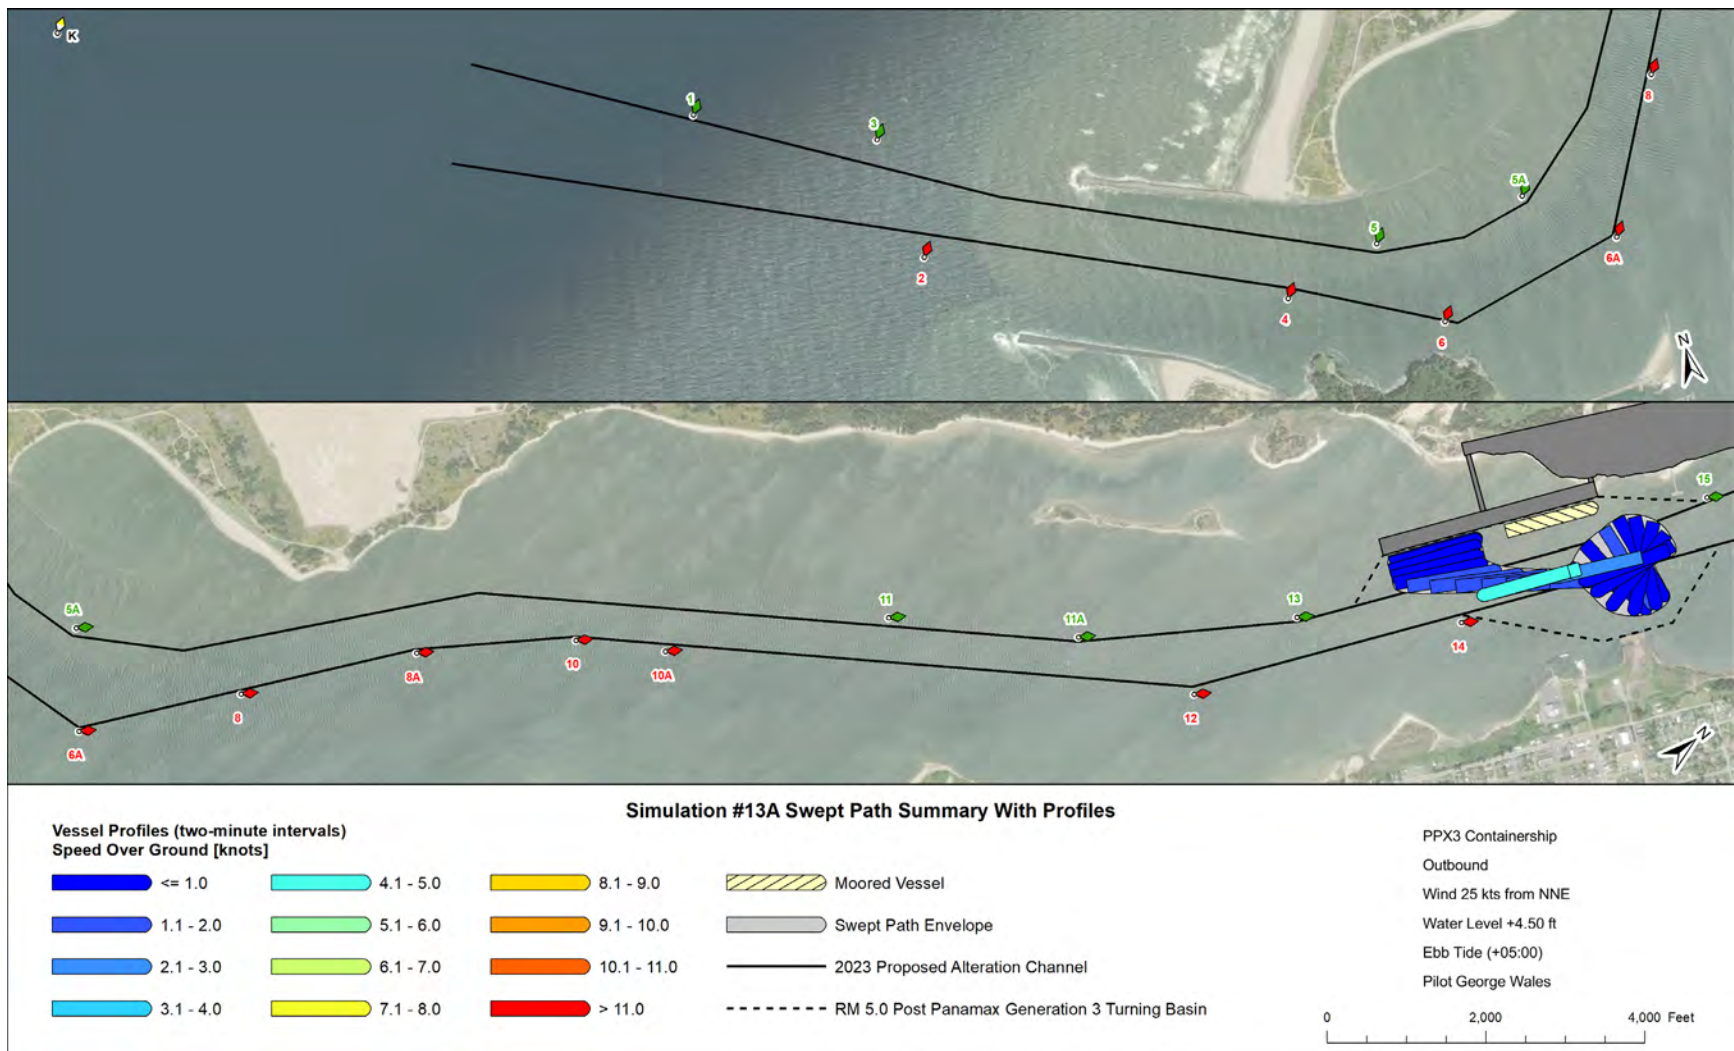 K
1
3
5
5A
8
2
4
6
6A
N
5A
6A
8
8A
10
10A
11
11A
12
13
14
15
N
Simulation #13A Swept Path Summary With Profiles
Vessel Profiles (two-minute intervals)
Speed Over Ground [knots]
<= 1.0
1.1 - 2.0
2.1 - 3.0
3.1 - 4.0
4.1 - 5.0
5.1 - 6.0
6.1 - 7.0
7.1 - 8.0
8.1 - 9.0
9.1 - 10.0
10.1 - 11.0
> 11.0
Moored Vessel
Swept Path Envelope
2023 Proposed Alteration Channel
RM 5.0 Post Panamax Generation 3 Turning Basin
PPX3 Containership
Outbound
Wind 25 kts from NNE
Water Level +4.50 ft
Ebb Tide (+05:00)
Pilot George Wales
0 2,000 4,000 Feet